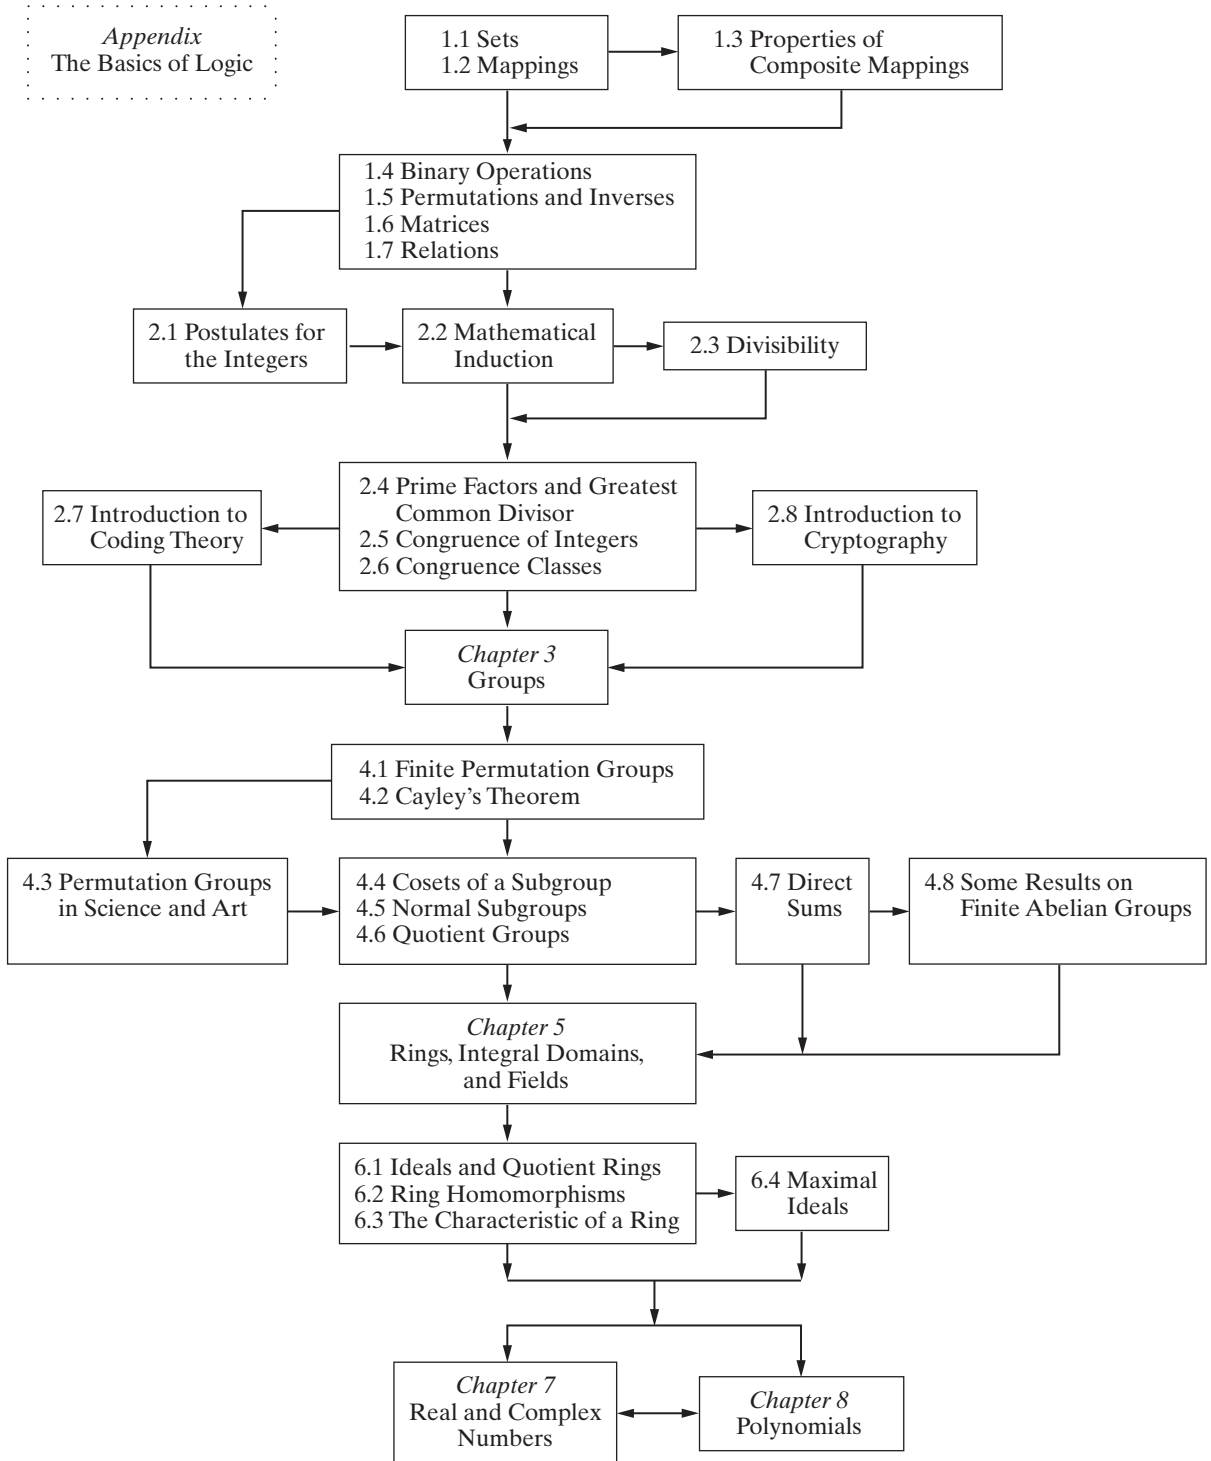 Appendix
The Basics of Logic
1.1 Sets
1.2 Mappings
1.3 Properties of
Composite Mappings
1.4 Binary Operations
1.5 Permutations and Inverses
1.6 Matrices
1.7 Relations
2.1 Postulates for
the Integers
2.2 Mathematical
Induction
2.3 Divisibility
2.7 Introduction to
Coding Theory
2.4 Prime Factors and Greatest
Common Divisor
2.5 Congruence of Integers
2.6 Congruence Classes
2.8 Introduction to
Cryptography
Chapter 3
Groups
4.1 Finite Permutation Groups
4.2 Cayley's Theorem
4.3 Permutation Groups
in Science and Art
4.4 Cosets of a Subgroup
4.5 Normal Subgroups
4.6 Quotient Groups
4.7 Direct
Sums
4.8 Some Results on
Finite Abelian Groups
Chapter 5
Rings, Integral Domains,
and Fields
6.1 Ideals and Quotient Rings
6.2 Ring Homomorphisms
6.3 The Characteristic of a Ring
6.4 Maximal
Ideals
Chapter 7
Real and Complex
Numbers
Chapter 8
Polynomials